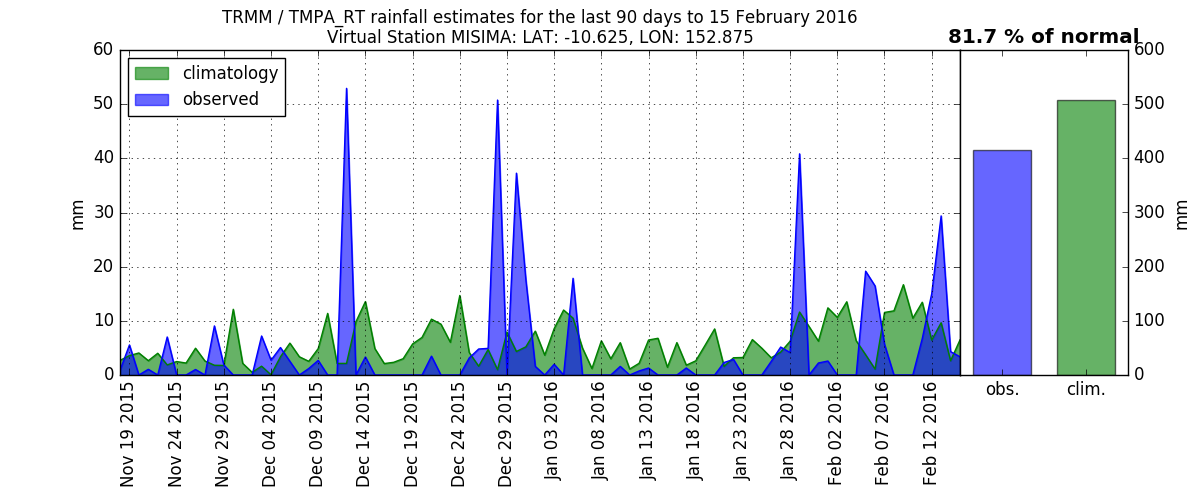 TRMM / TMPA_RT rainfall estimates for the last 90 days to 15 February 2016
Virtual Station MISIMA: LAT: -10.625, LON: 152.875
81.7 % of normal
climatology
observed
60
50
40
30
20
10
0
mm
600
500
400
300
200
100
0
mm
Nov 19 2015
Nov 24 2015
Nov 29 2015
Dec 04 2015
Dec 09 2015
Dec 14 2015
Dec 19 2015
Dec 24 2015
Dec 29 2015
Jan 03 2016
Jan 08 2016
Jan 13 2016
Jan 18 2016
Jan 23 2016
Jan 28 2016
Feb 02 2016
Feb 07 2016
Feb 12 2016
obs.
clim.